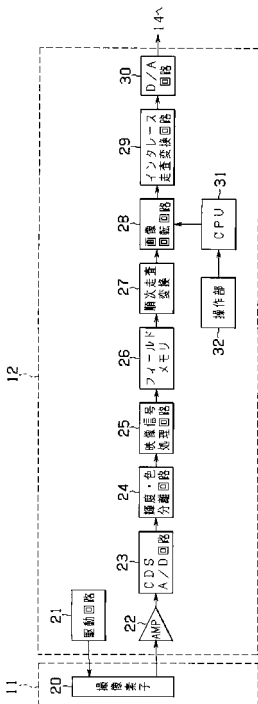 11
12
20
撮像素子
21
駆動回路
22
AMP
23
CDS
A/D回路
24
輝度・色
分離回路
25
映像信号
処理回路
26
フィールド
メモリ
27
順次走査
変換
28
画像
回転回路
29
インタレース
走査変換回路
30
D/A
回路
14へ
31
CPU
32
操作部